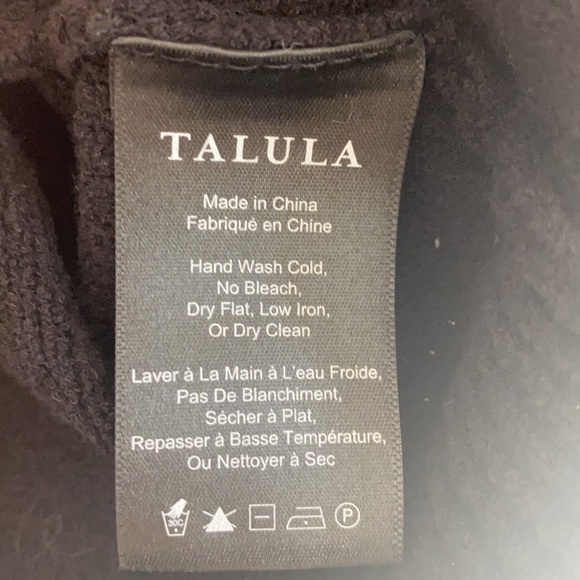 TALULA
Made in China
Fabriqué en Chine
Hand Wash Cold,
No Bleach,
Dry Flat, Low Iron,
Or Dry Clean
Laver à La Main à L'eau Froide,
Pas De Blanchiment,
Sécher à Plat,
Repasser à Basse Température,
Ou Nettoyer à Sec
30C P